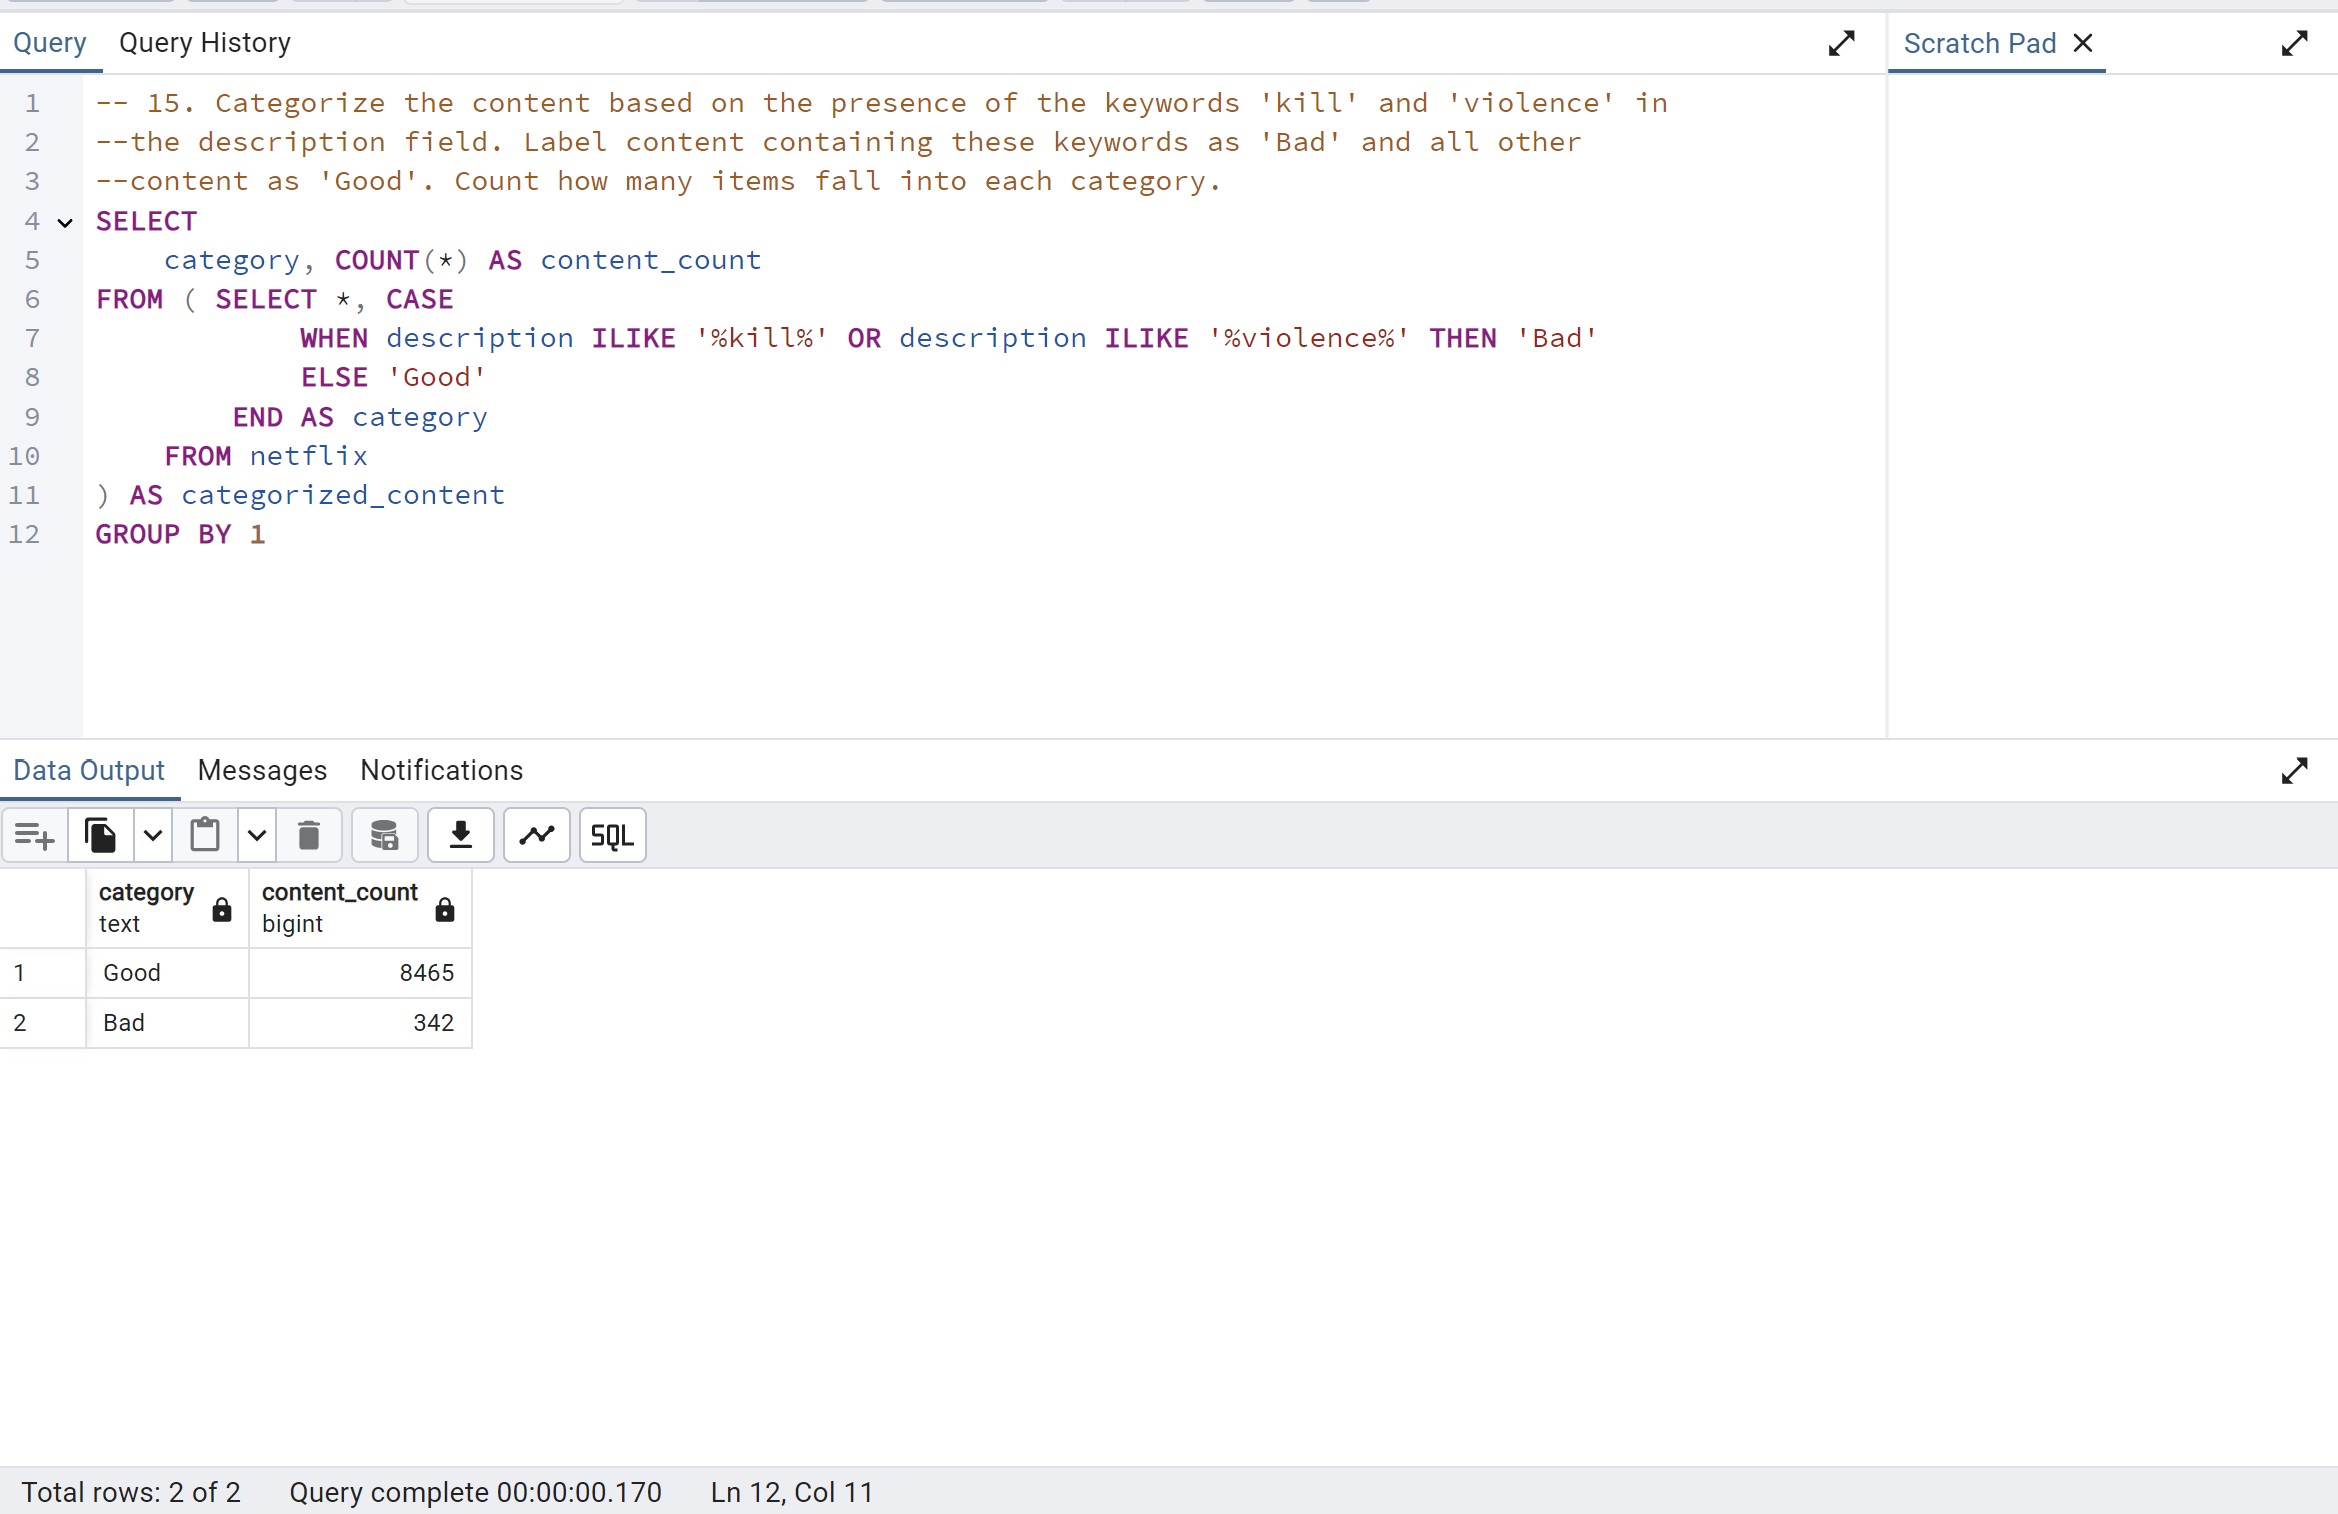 Query Query History
Scratch Pad
1 -- 15. Categorize the content based on the presence of the keywords 'kill' and 'violence' in
2 --the description field. Label content containing these keywords as 'Bad' and all other
3 --content as 'Good'. Count how many items fall into each category.
4 SELECT
5 category, COUNT(*) AS content_count
6 FROM ( SELECT *, CASE
7 WHEN description ILIKE '%kill%' OR description ILIKE '%violence%' THEN 'Bad'
8 ELSE 'Good'
9 END AS category
10 FROM netflix
11 ) AS categorized_content
12 GROUP BY 1
Data Output Messages Notifications
SQL
category content_count
text bigint
1 Good 8465
2 Bad 342
Total rows: 2 of 2 Query complete 00:00:00.170 Ln 12, Col 11